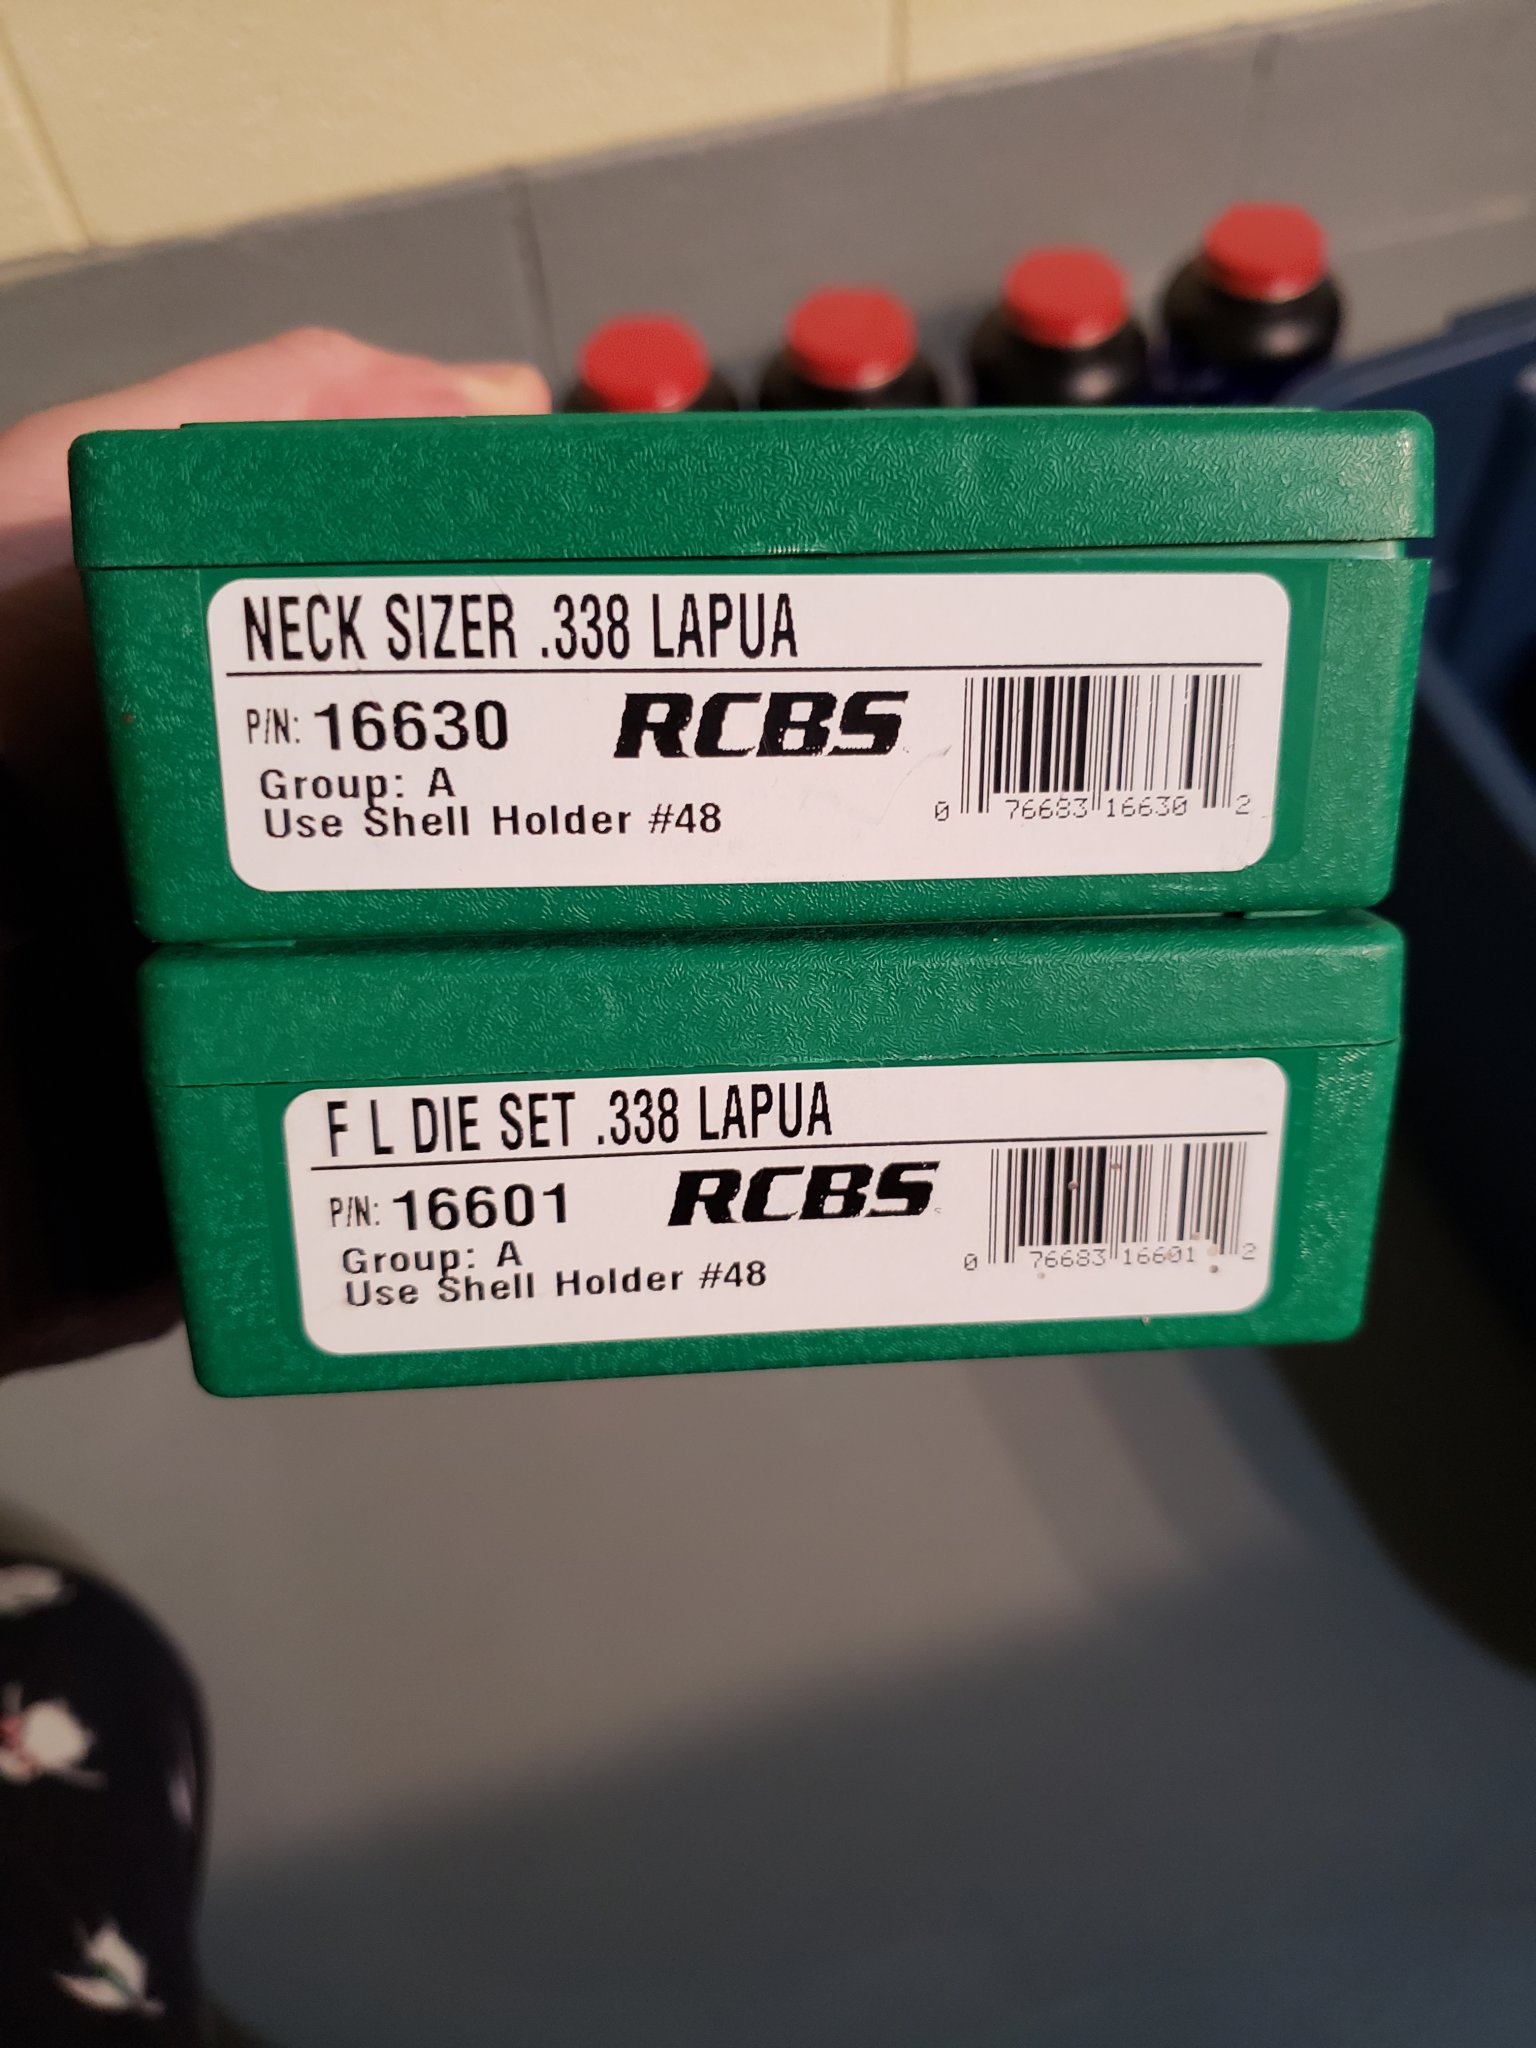 NECK SIZER .338 LAPUA
P/N: 16630
RCBS
Group: A
Use Shell Holder #48
0 76683 16630 2
F L DIE SET .338 LAPUA
P/N: 16601
RCBS
Group: A
Use Shell Holder #48
0 76683 16601 2